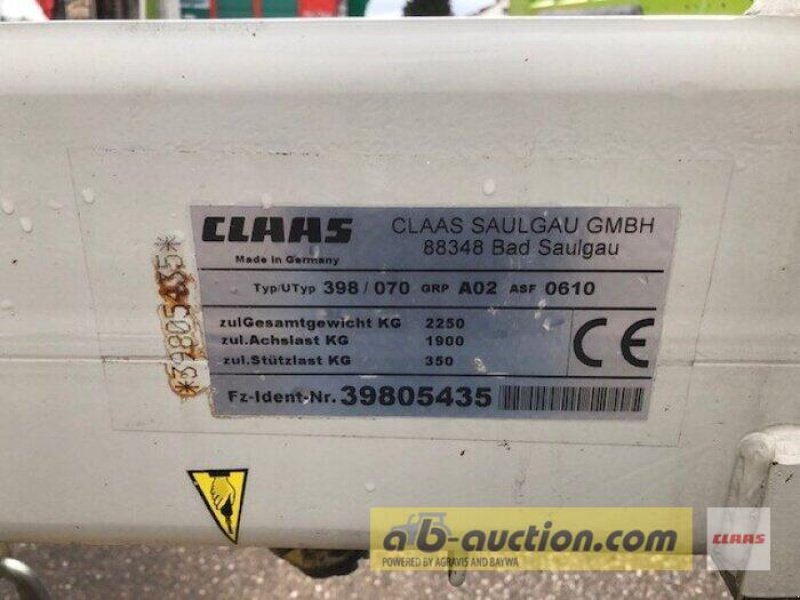 CLAAS
CLAAS SAULGAU GMBH
88348 Bad Saulgau
Made in Germany
Typ/UTyp 398 / 070 GRP A02 ASF 0610
zulGesamtgewicht KG 2250
zul.Achslast KG 1900
zul.Stützlast KG 350
CE
Fz-Ident-Nr. 39805435
*39805435*
ab-auction.com
POWERED BY AGRAVIS AND BAYWA
CLAAS